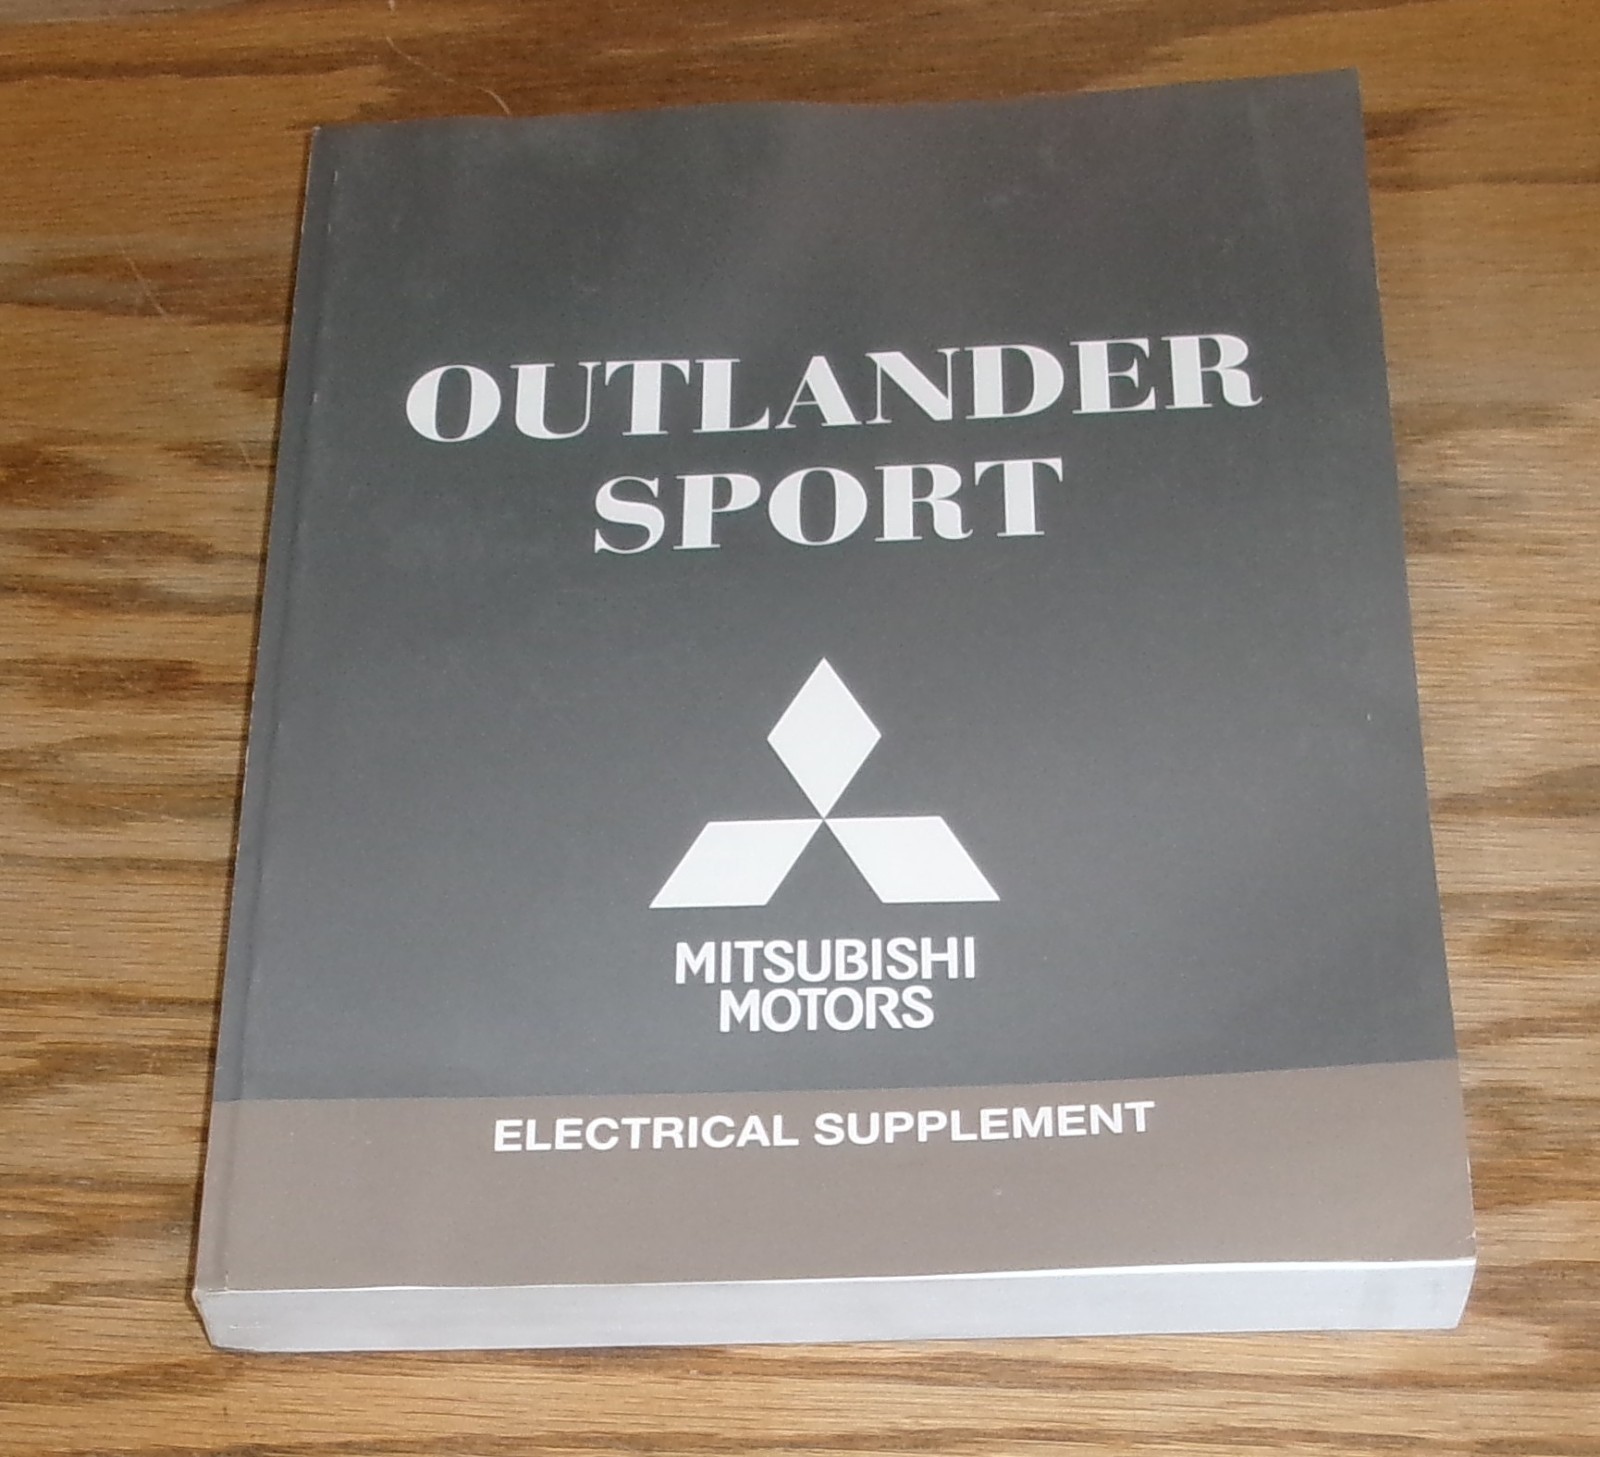 OUTLANDER
SPORT
MITSUBISHI
MOTORS
ELECTRICAL SUPPLEMENT